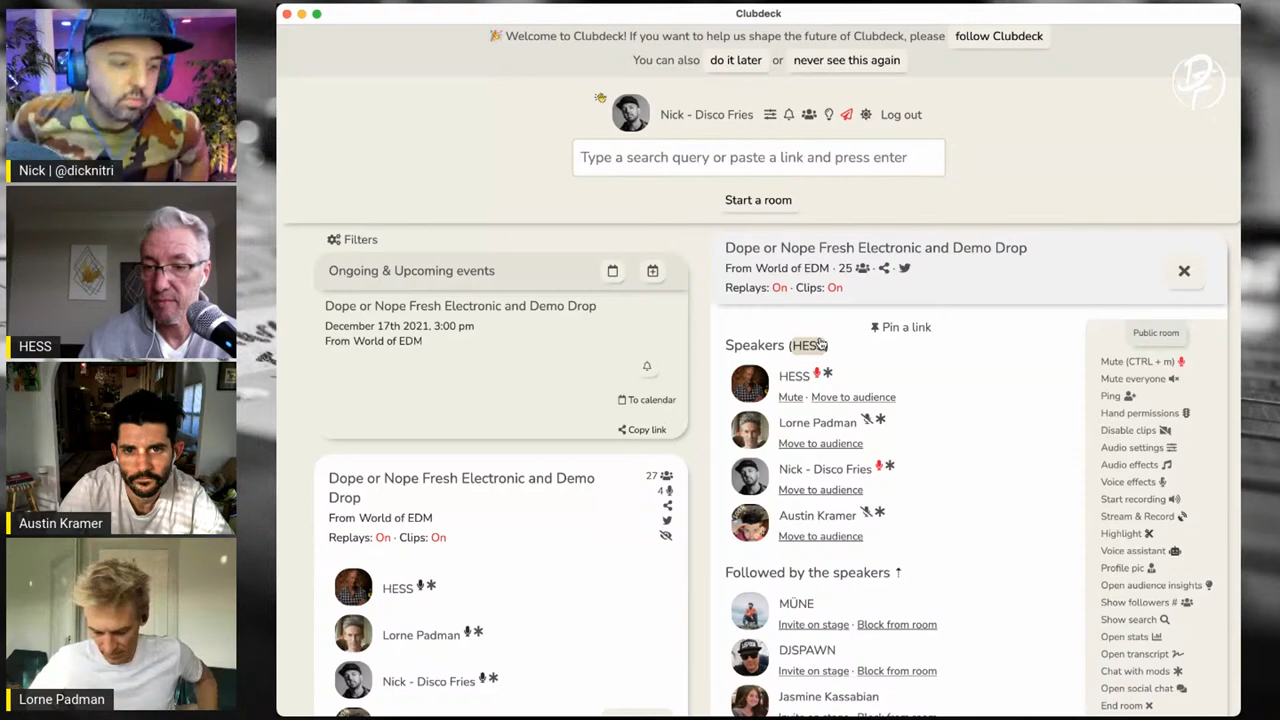 Clubdeck
🎉 Welcome to Clubdeck! If you want to help us shape the future of Clubdeck, please follow Clubdeck
You can also do it later or never see this again
DF
Nick - Disco Fries Log out
Type a search query or paste a link and press enter
Start a room
Nick | @dicknitri
HESS
Austin Kramer
Lorne Padman
Filters
Ongoing & Upcoming events
Dope or Nope Fresh Electronic and Demo Drop
December 17th 2021, 3:00 pm
From World of EDM
To calendar
Copy link
Dope or Nope Fresh Electronic and Demo
Drop
27
4
From World of EDM
Replays: On · Clips: On
HESS
Lorne Padman
Nick - Disco Fries
Dope or Nope Fresh Electronic and Demo Drop
From World of EDM · 25
Replays: On · Clips: On
Pin a link
Speakers (HESS)
HESS
Mute · Move to audience
Lorne Padman
Move to audience
Nick - Disco Fries
Move to audience
Austin Kramer
Move to audience
Followed by the speakers ↑
MÜNE
Invite on stage · Block from room
DJSPAWN
Invite on stage · Block from room
Jasmine Kassabian
Public room
Mute (CTRL + m)
Mute everyone
Ping
Hand permissions
Disable clips
Audio settings
Audio effects
Voice effects
Start recording
Stream & Record
Highlight
Voice assistant
Profile pic
Open audience insights
Show followers #
Show search
Open stats
Open transcript
Chat with mods
Open social chat
End room